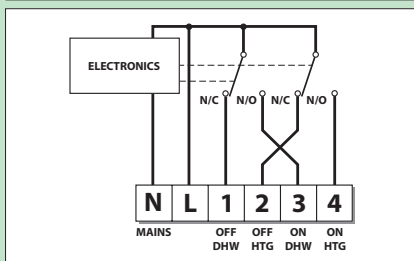 ELECTRONICS
N/C N/O N/C N/O
N L 1 2 3 4
MAINS OFF OFF ON ON
DHW HTG DHW HTG